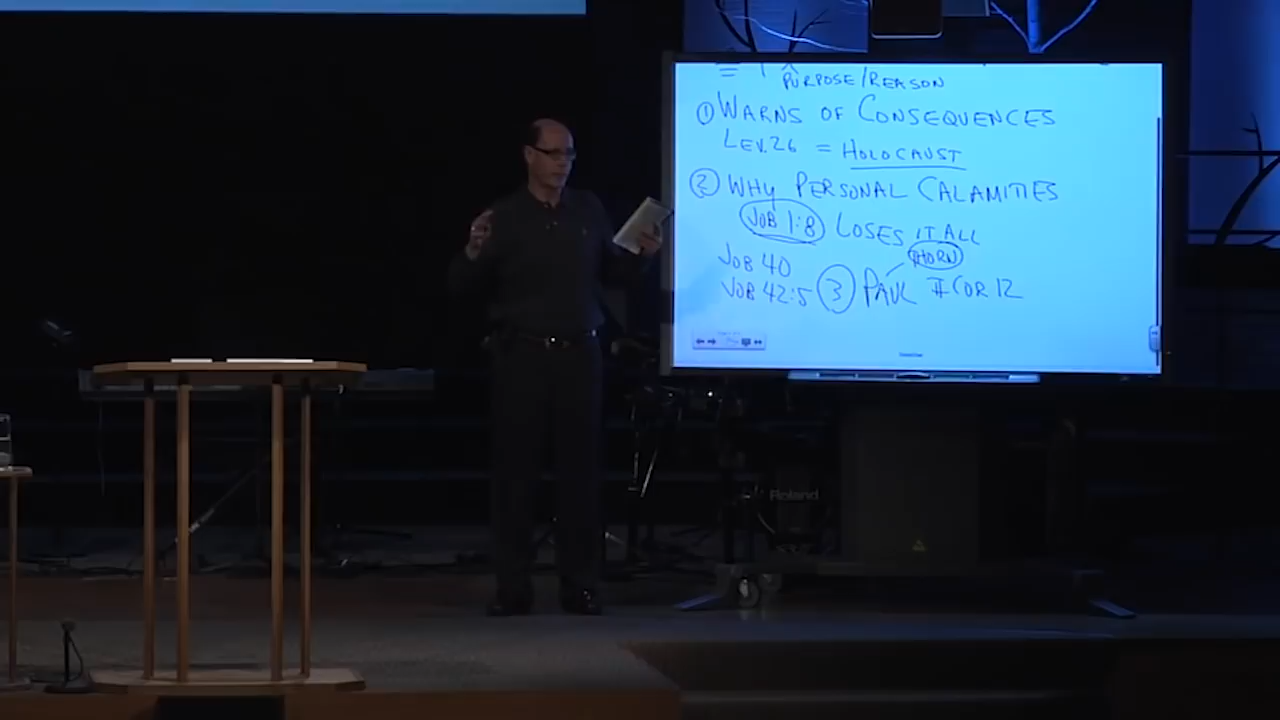 PURPOSE/REASON
① WARNS OF CONSEQUENCES
LEV.26 = HOLOCAUST
② WHY PERSONAL CALAMITIES
JOB 1:8 LOSES IT ALL
THORN
JOB 40
JOB 42:5 ③ PAUL II COR 12
Roland